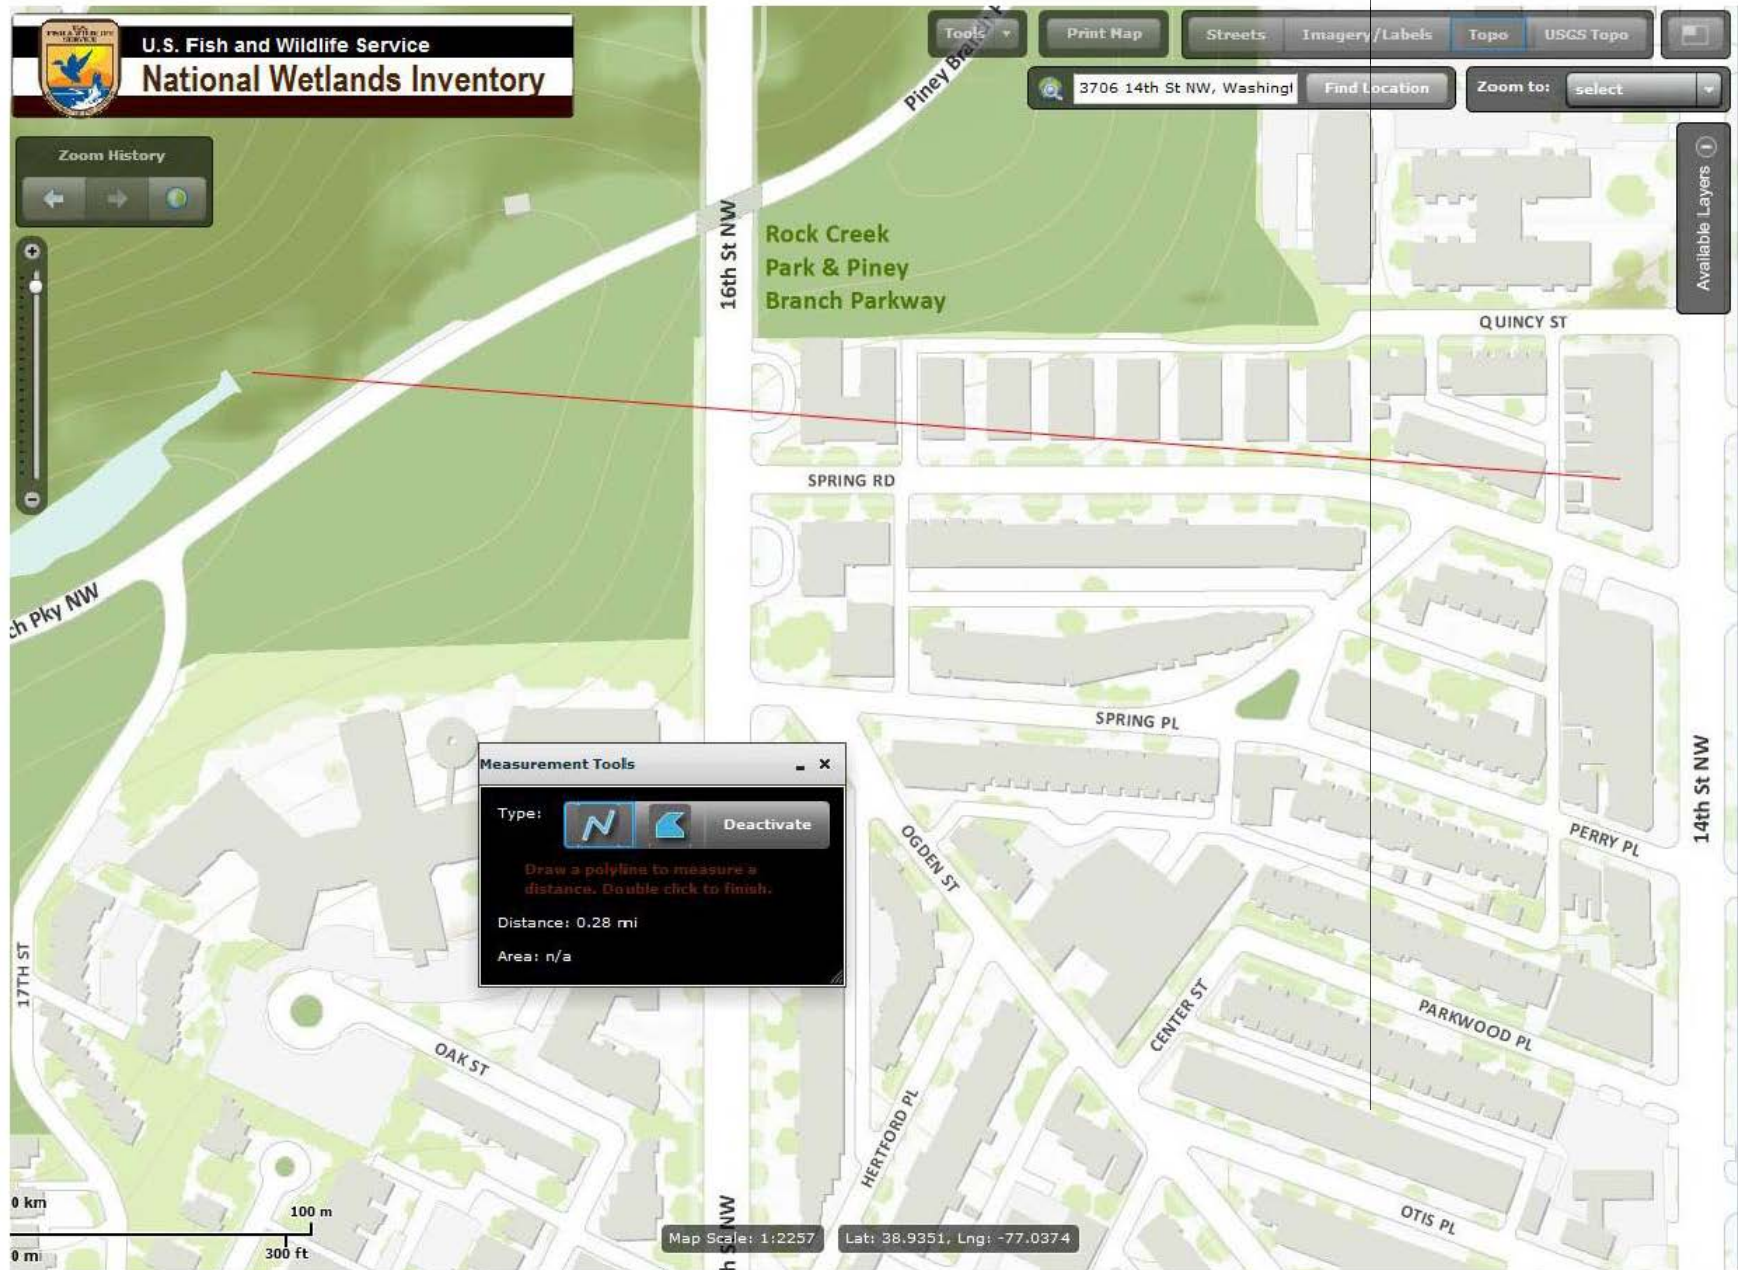 U.S. Fish and Wildlife Service
National Wetlands Inventory
Tools
Print Map
Streets
Imagery/Labels
Topo
USGS Topo
3706 14th St NW, Washingt
Find Location
Zoom to:
select
Zoom History
Available Layers
Piney Branch P
16th St NW
Rock Creek
Park & Piney
Branch Parkway
QUINCY ST
SPRING RD
ch Pky NW
SPRING PL
14th St NW
PERRY PL
OGDEN ST
Measurement Tools
Type:
Deactivate
Draw a polyline to measure a
distance. Double click to finish.
Distance: 0.28 mi
Area: n/a
17TH ST
CENTER ST
PARKWOOD PL
OAK ST
HERTFORD PL
OTIS PL
h St NW
0 km
100 m
0 mi
300 ft
Map Scale: 1:2257
Lat: 38.9351, Lng: -77.0374